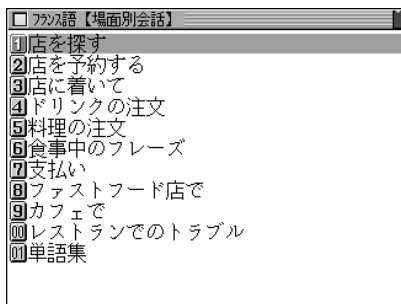 フランス語【場面別会話】
1店を探す
2店を予約する
3店に着いて
4ドリンクの注文
5料理の注文
6食事中のフレーズ
7支払い
8ファストフード店で
9カフェで
00レストランでのトラブル
01単語集